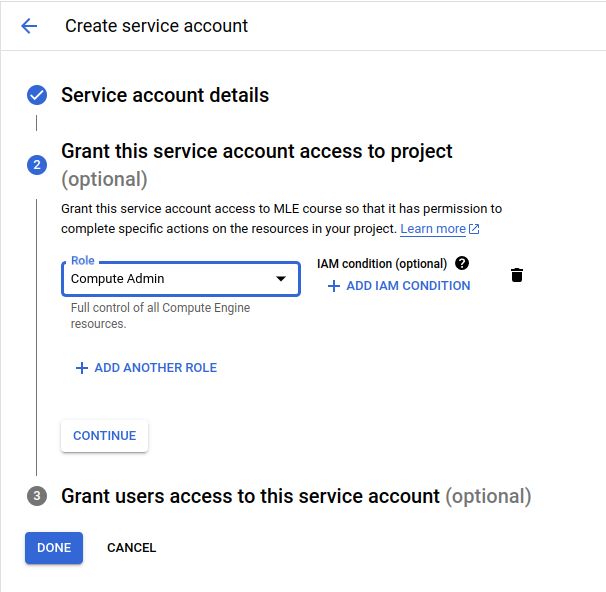 Create service account
Service account details
2
Grant this service account access to project
(optional)
Grant this service account access to MLE course so that it has permission to
complete specific actions on the resources in your project. Learn more
Role
Compute Admin
IAM condition (optional) ?
+ ADD IAM CONDITION
Full control of all Compute Engine
resources.
+ ADD ANOTHER ROLE
CONTINUE
3
Grant users access to this service account (optional)
DONE
CANCEL